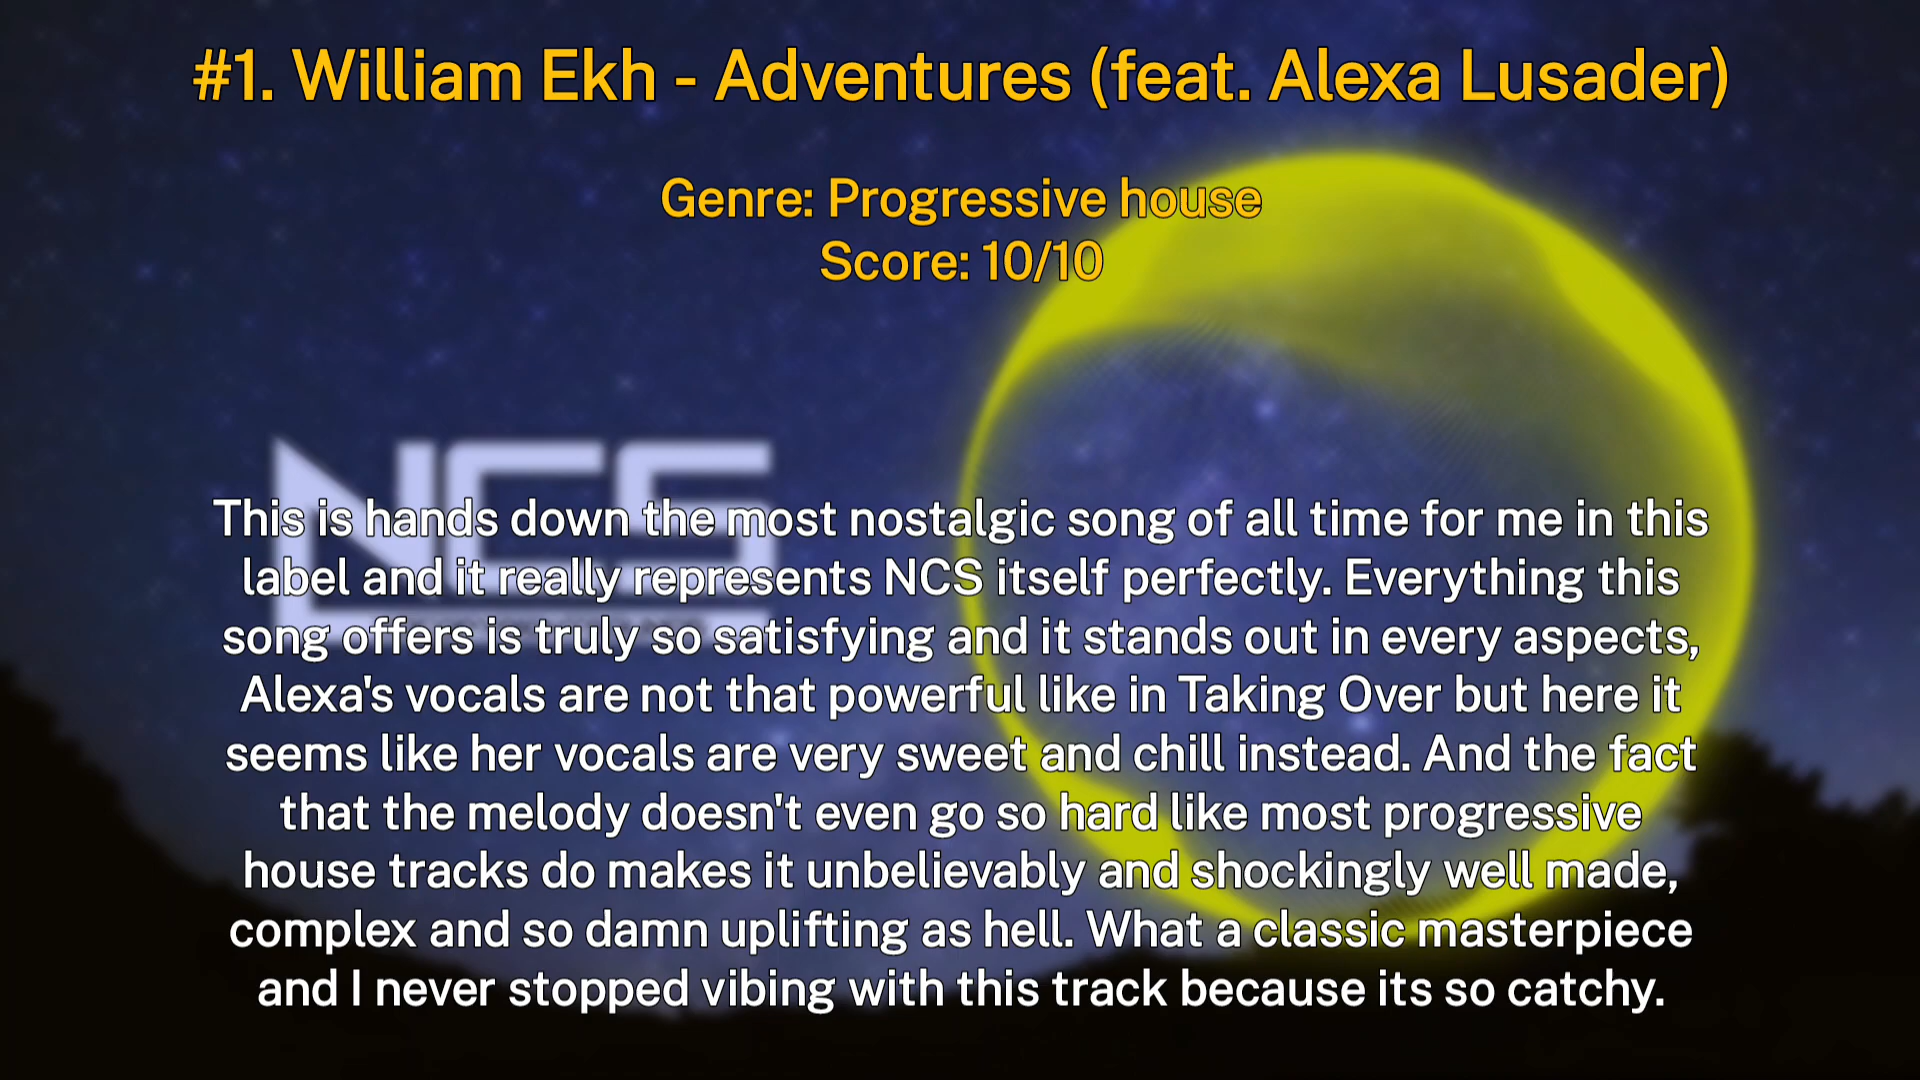 #1. William Ekh - Adventures (feat. Alexa Lusader)
Genre: Progressive house
Score: 10/10
NCS
This is hands down the most nostalgic song of all time for me in this
label and it really represents NCS itself perfectly. Everything this
song offers is truly so satisfying and it stands out in every aspects,
Alexa's vocals are not that powerful like in Taking Over but here it
seems like her vocals are very sweet and chill instead. And the fact
that the melody doesn't even go so hard like most progressive
house tracks do makes it unbelievably and shockingly well made,
complex and so damn uplifting as hell. What a classic masterpiece
and I never stopped vibing with this track because its so catchy.